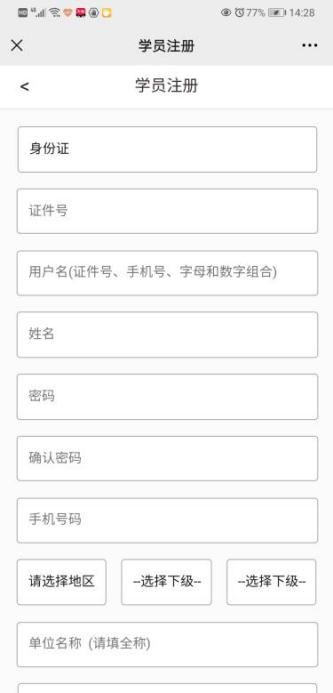 77% 14:28
学员注册
< 学员注册
身份证
证件号
用户名(证件号、手机号、字母和数字组合)
姓名
密码
确认密码
手机号码
请选择地区 --选择下级-- --选择下级--
单位名称 (请填全称)